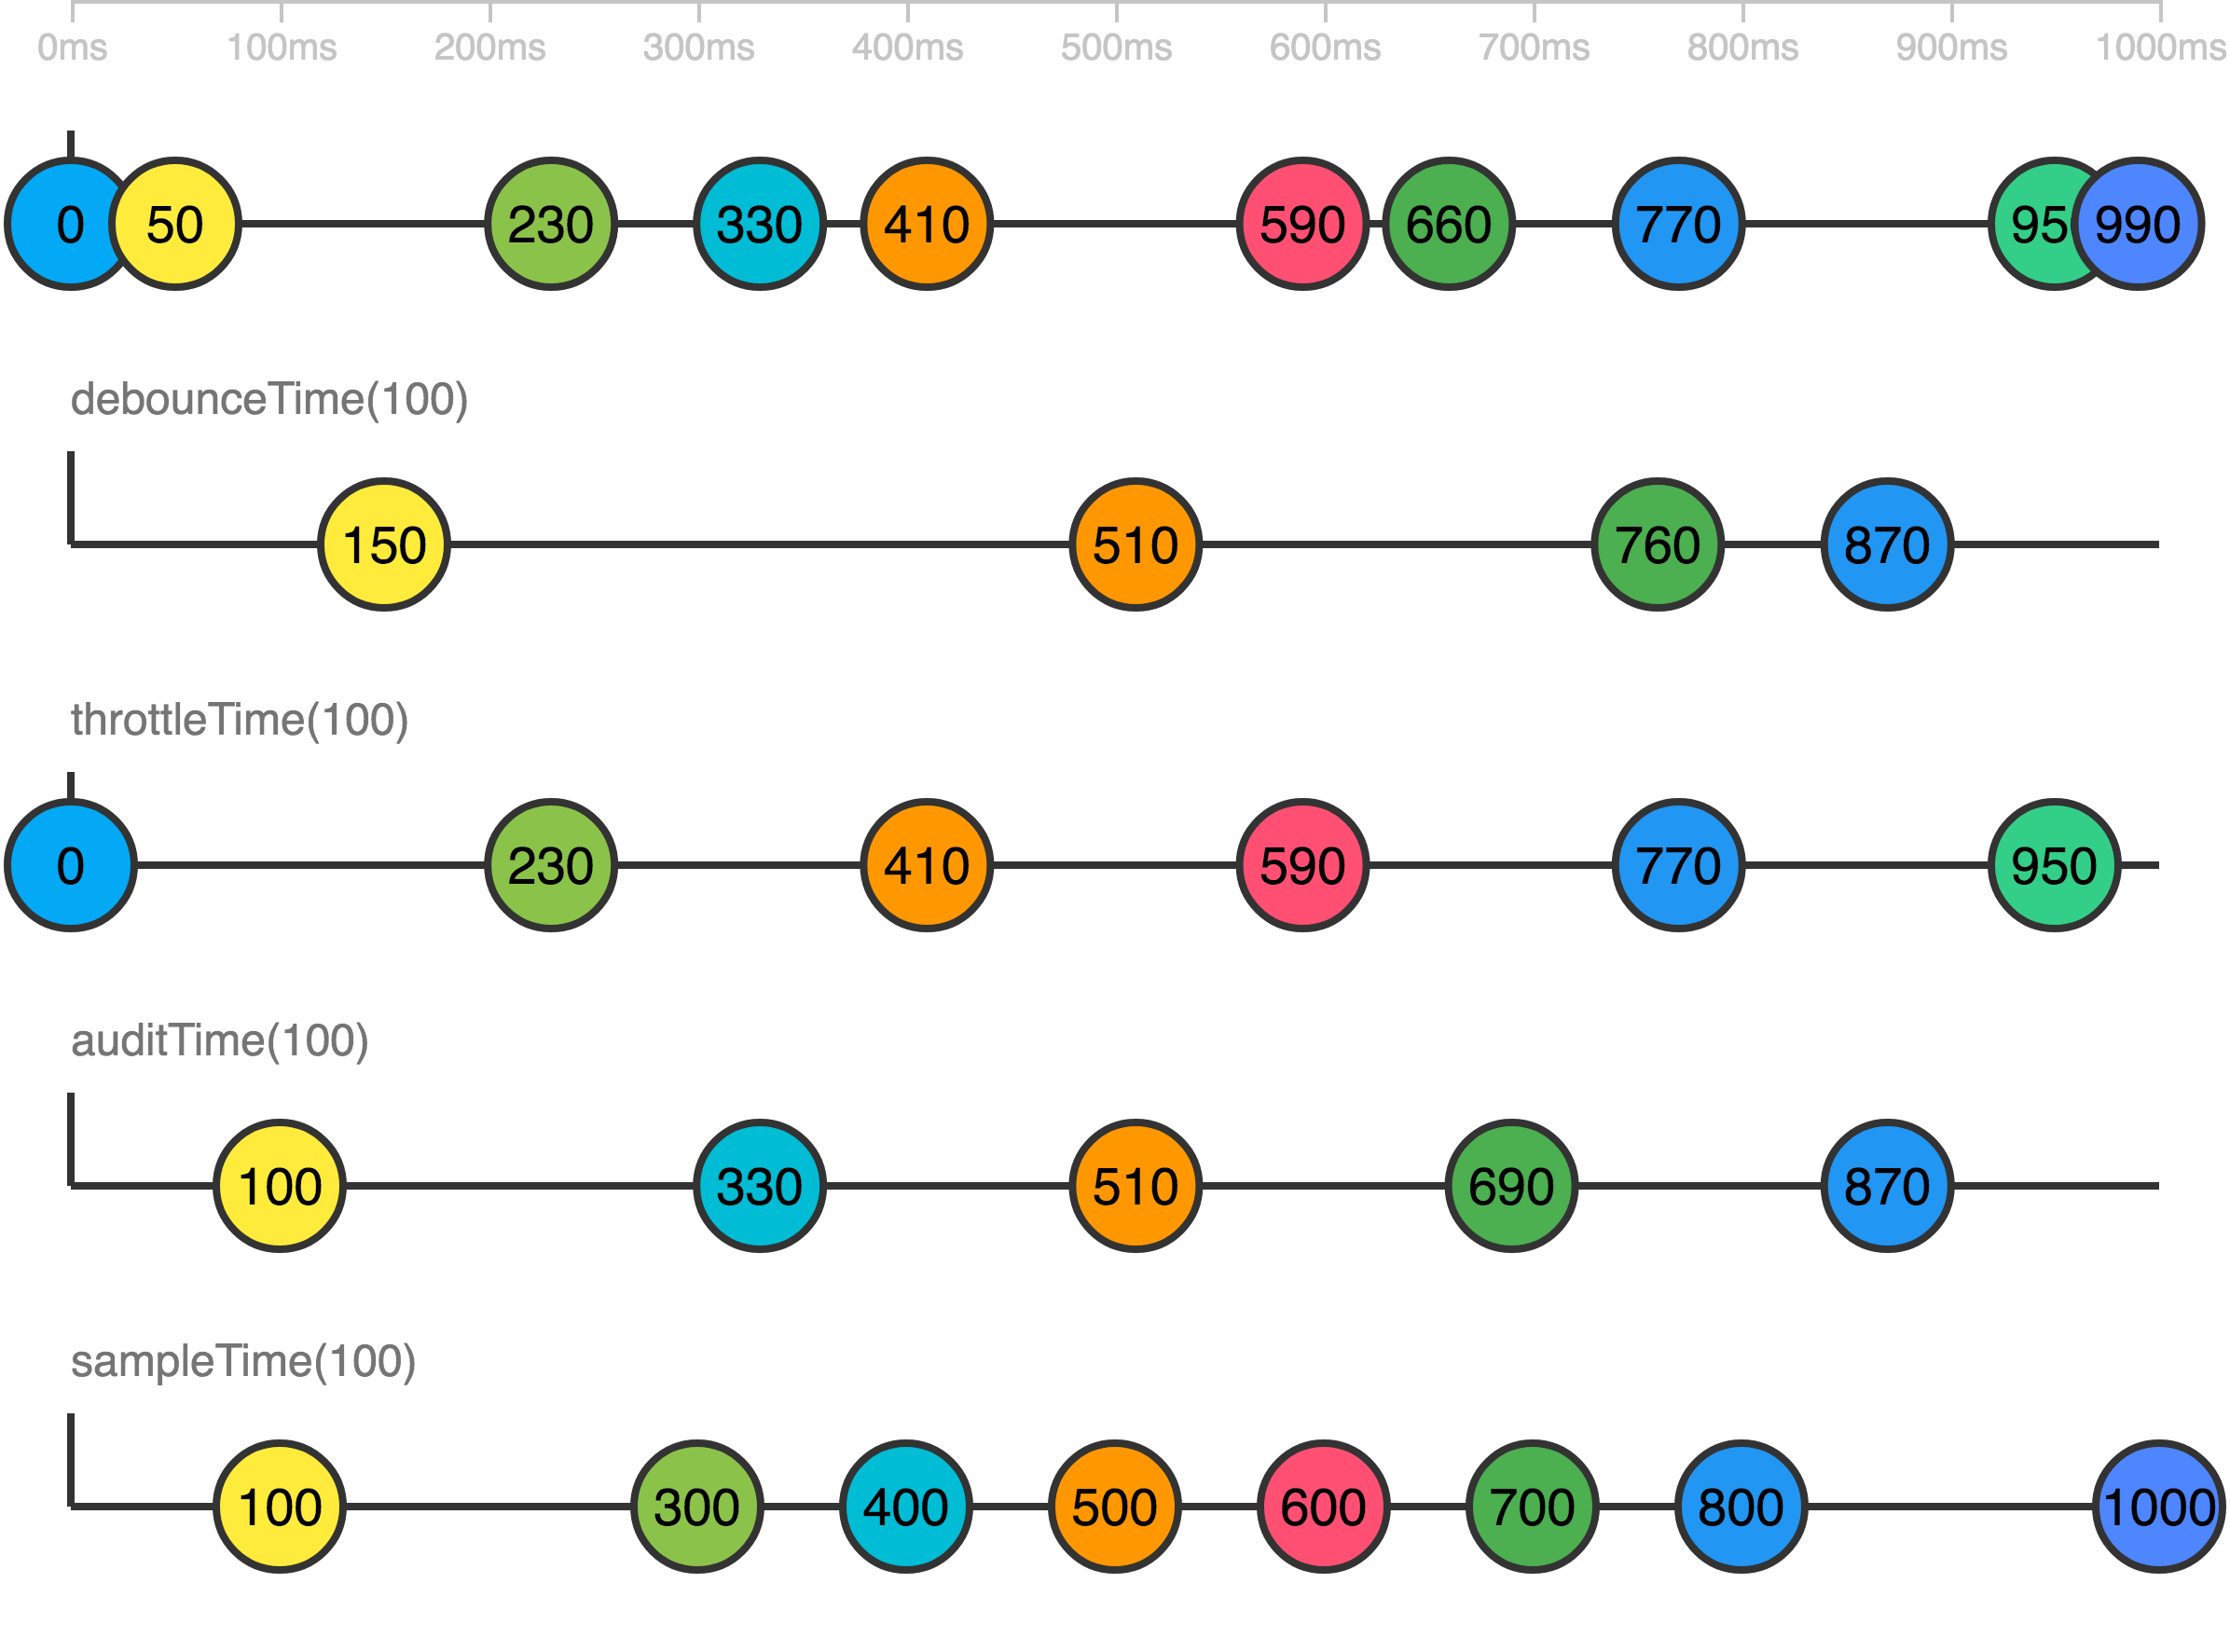 0ms 100ms 200ms 300ms 400ms 500ms 600ms 700ms 800ms 900ms 1000ms
0 50 230 330 410 590 660 770 95 990
debounceTime(100)
150 510 760 870
throttleTime(100)
0 230 410 590 770 950
auditTime(100)
100 330 510 690 870
sampleTime(100)
100 300 400 500 600 700 800 1000